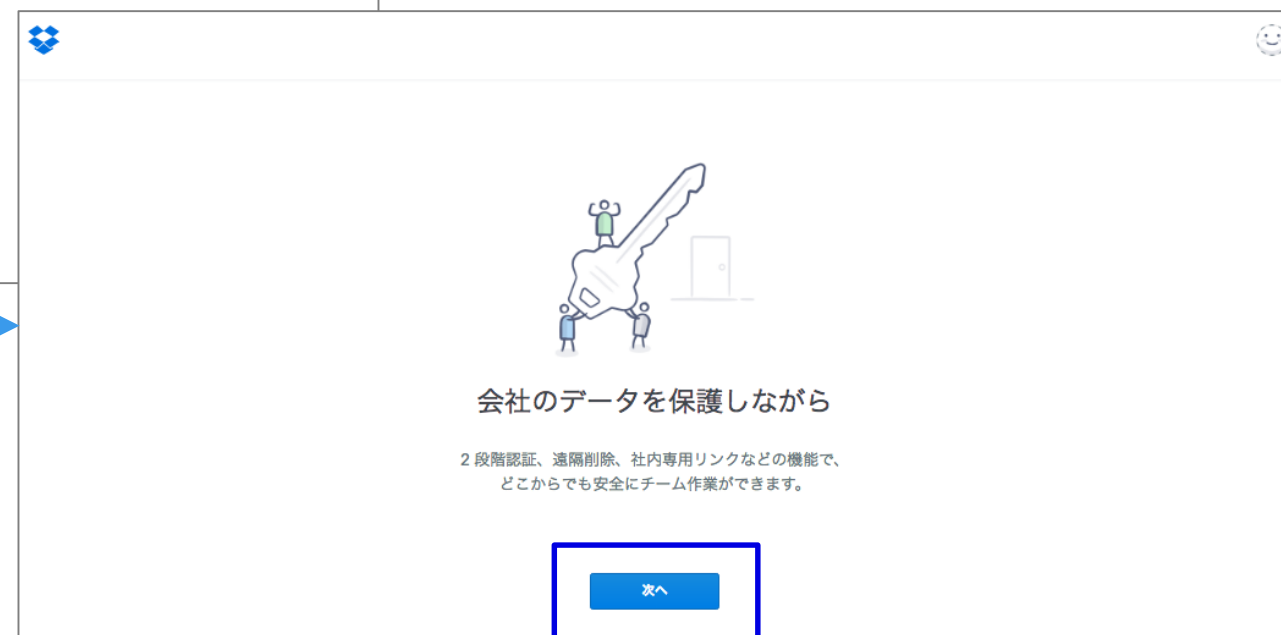 会社のデータを保護しながら
2 段階認証、遠隔削除、社内専用リンクなどの機能で、
どこからでも安全にチーム作業ができます。
次へ